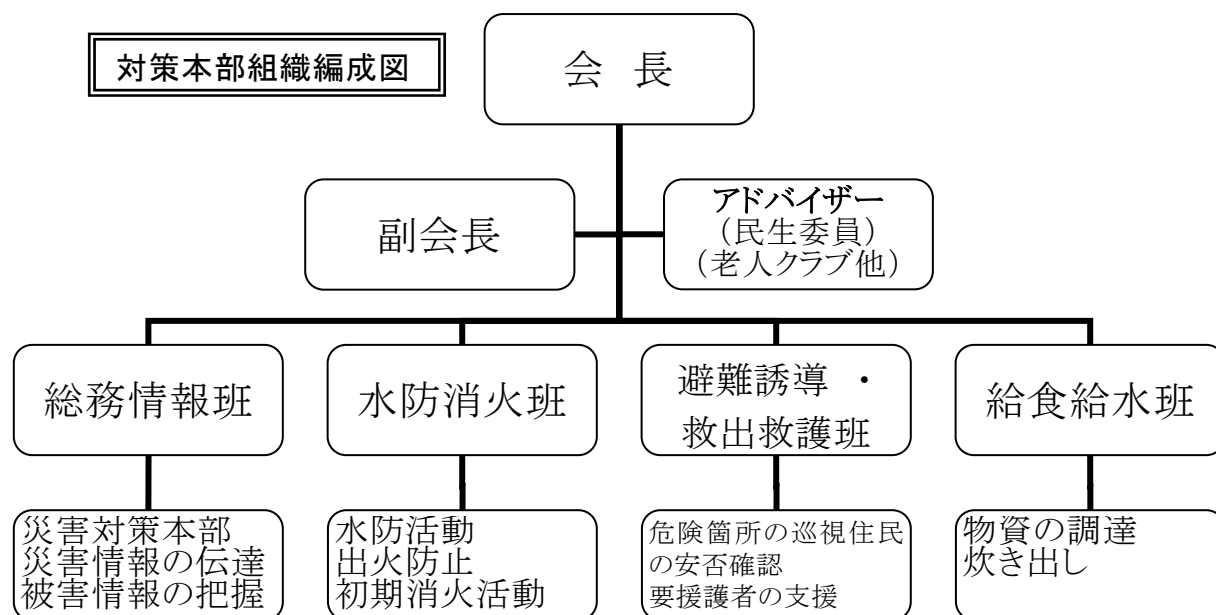 対策本部組織編成図
会 長
副会長
アドバイザー
(民生委員)
(老人クラブ他)
総務情報班
水防消火班
避難誘導 ・
救出救護班
給食給水班
災害対策本部
災害情報の伝達
被害情報の把握
水防活動
出火防止
初期消火活動
危険箇所の巡視住民
の安否確認
要援護者の支援
物資の調達
炊き出し